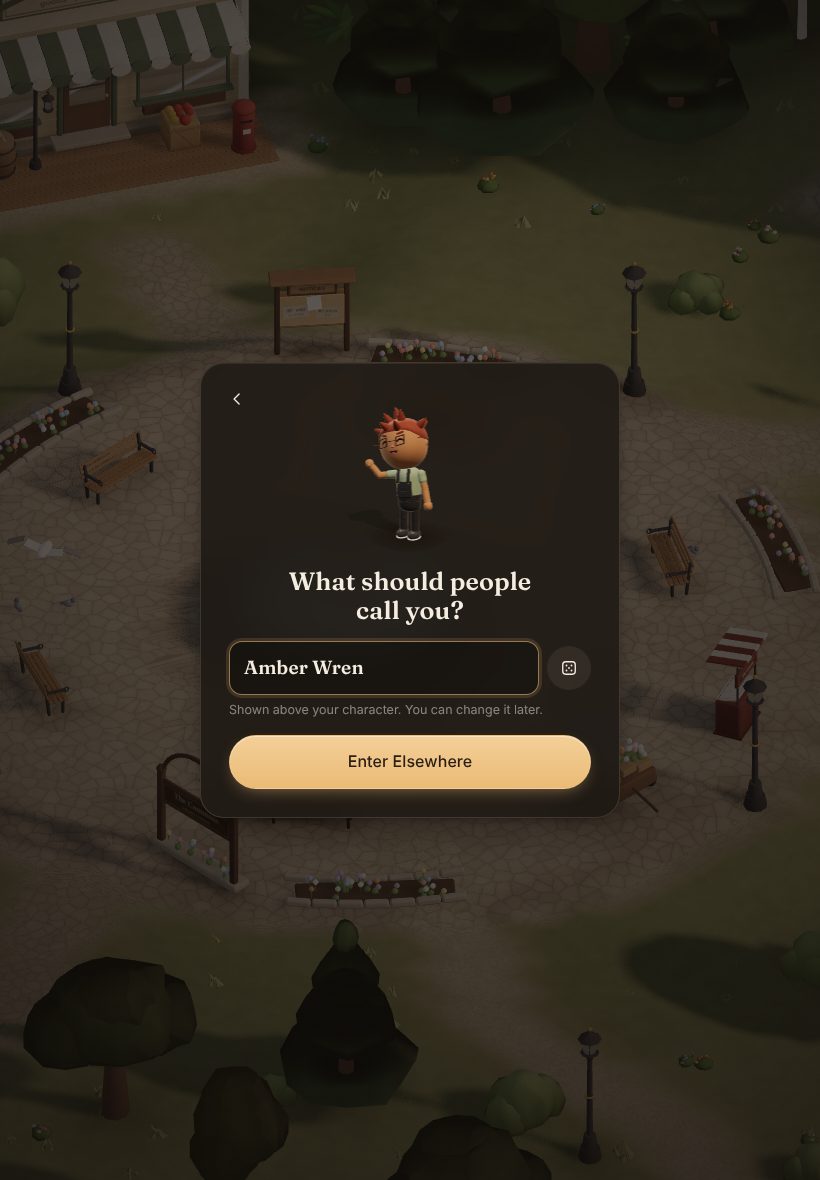 What should people
call you?
Amber Wren
Shown above your character. You can change it later.
Enter Elsewhere